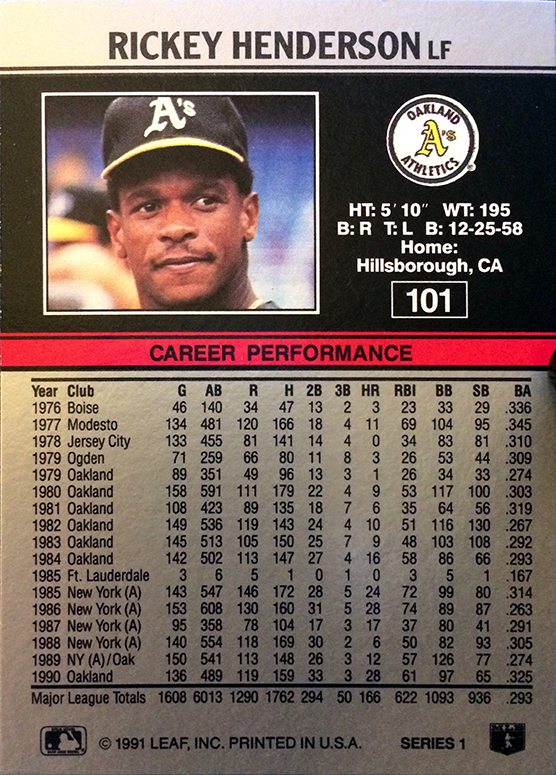 RICKEY HENDERSON LF
A's
OAKLAND
A's
ATHLETICS
HT: 5' 10" WT: 195
B: R T: L B: 12-25-58
Home:
Hillsborough, CA
101
CAREER PERFORMANCE
Year Club G AB R H 2B 3B HR RBI BB SB BA
1976 Boise 46 140 34 47 13 2 3 23 33 29 .336
1977 Modesto 134 481 120 166 18 4 11 69 104 95 .345
1978 Jersey City 133 455 81 141 14 4 0 34 83 81 .310
1979 Ogden 71 259 66 80 11 8 3 26 53 44 .309
1979 Oakland 89 351 49 96 13 3 1 26 34 33 .274
1980 Oakland 158 591 111 179 22 4 9 53 117 100 .303
1981 Oakland 108 423 89 135 18 7 6 35 64 56 .319
1982 Oakland 149 536 119 143 24 4 10 51 116 130 .267
1983 Oakland 145 513 105 150 25 7 9 48 103 108 .292
1984 Oakland 142 502 113 147 27 4 16 58 86 66 .293
1985 Ft. Lauderdale 3 6 5 1 0 1 0 3 5 1 .167
1985 New York (A) 143 547 146 172 28 5 24 72 99 80 .314
1986 New York (A) 153 608 130 160 31 5 28 74 89 87 .263
1987 New York (A) 95 358 78 104 17 3 17 37 80 41 .291
1988 New York (A) 140 554 118 169 30 2 6 50 82 93 .305
1989 NY (A)/Oak 150 541 113 148 26 3 12 57 126 77 .274
1990 Oakland 136 489 119 159 33 3 28 61 97 65 .325
Major League Totals 1608 6013 1290 1762 294 50 166 622 1093 936 .293
© 1991 LEAF, INC. PRINTED IN U.S.A. SERIES 1